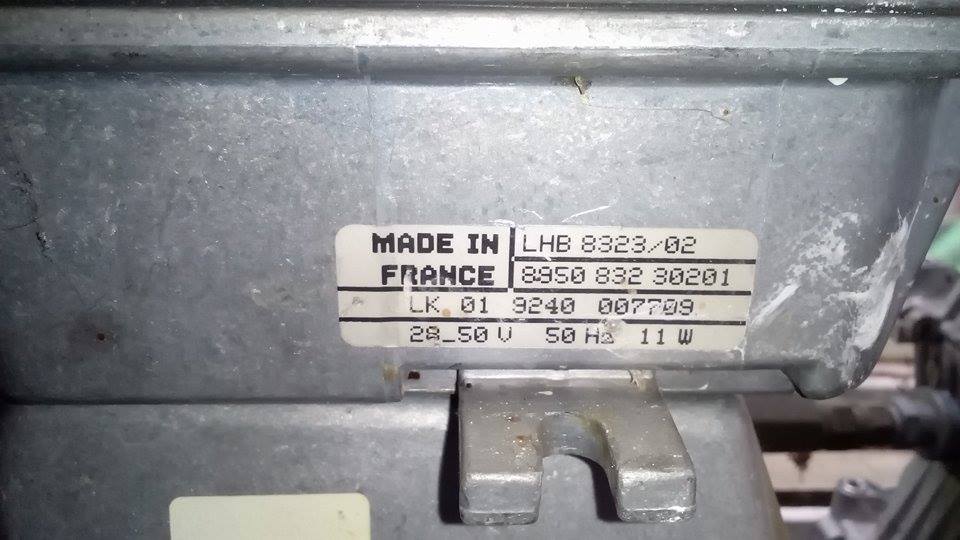 MADE IN
FRANCE
LHB 8323/02
8950 832 30201
LK 01 9240 007709
28_50 V 50 Hz 11 W